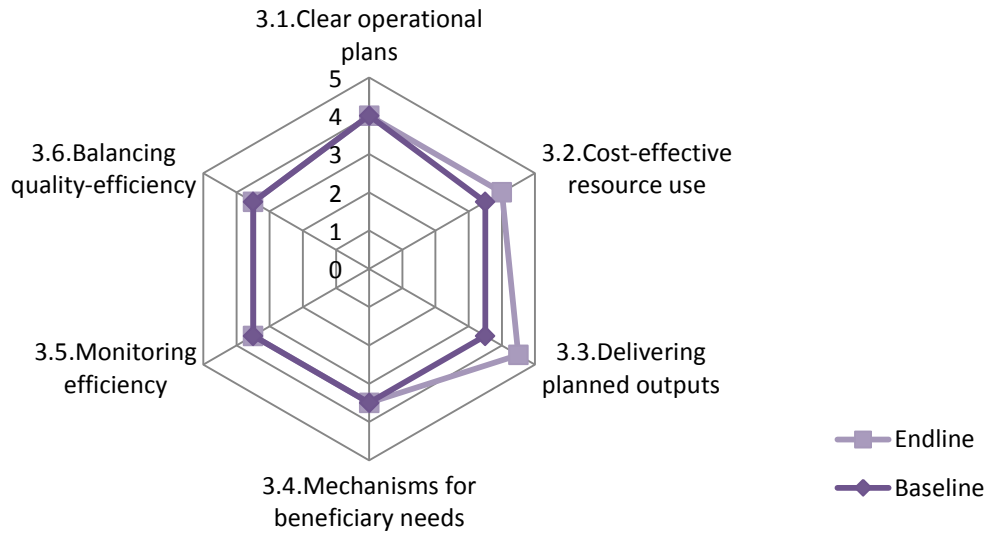 3.1.Clear operational
plans
5
4
3
2
1
0
3.2.Cost-effective
resource use
3.3.Delivering
planned outputs
3.4.Mechanisms for
beneficiary needs
3.5.Monitoring
efficiency
3.6.Balancing
quality-efficiency
Endline
Baseline